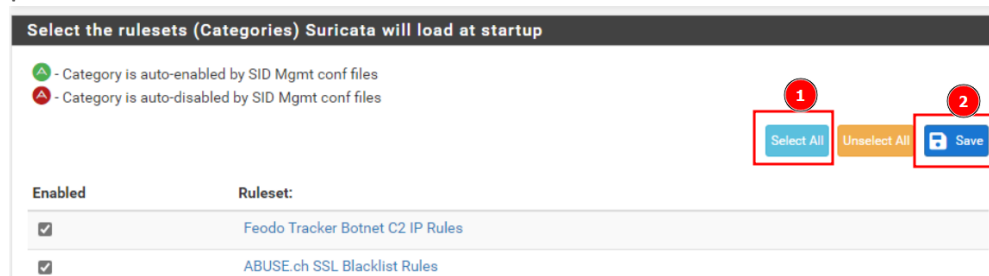 Select the rulesets (Categories) Suricata will load at startup
A - Category is auto-enabled by SID Mgmt conf files
A - Category is auto-disabled by SID Mgmt conf files
1
2
Select All Unselect All Save
Enabled Ruleset:
Feodo Tracker Botnet C2 IP Rules
ABUSE.ch SSL Blacklist Rules